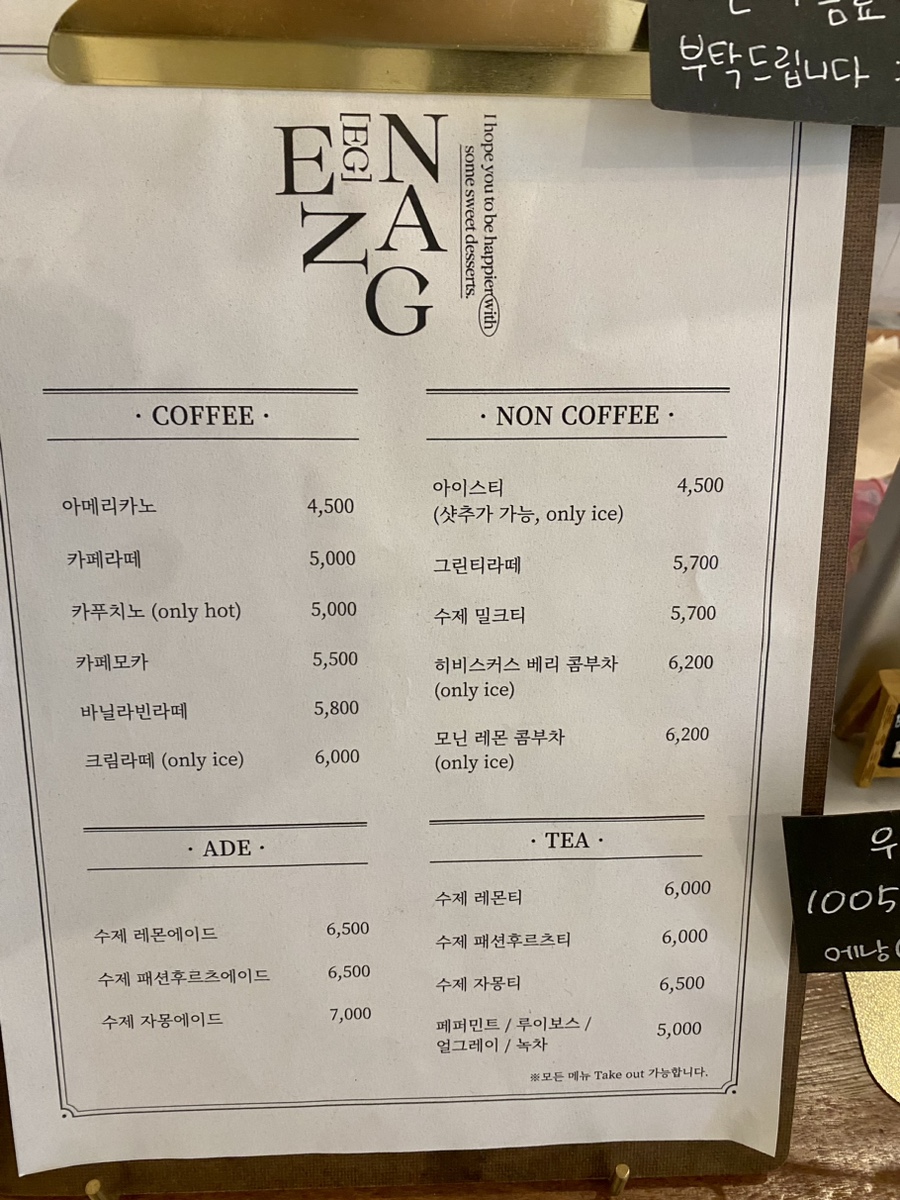 부탁드립니다
E [EG] N
Z A
G
I hope you to be happier with
some sweet desserts.
· COFFEE ·
아메리카노 4,500
카페라떼 5,000
카푸치노 (only hot) 5,000
카페모카 5,500
바닐라빈라떼 5,800
크림라떼 (only ice) 6,000
· NON COFFEE ·
아이스티 4,500
(샷추가 가능, only ice)
그린티라떼 5,700
수제 밀크티 5,700
히비스커스 베리 콤부차 6,200
(only ice)
모닌 레몬 콤부차 6,200
(only ice)
· ADE ·
수제 레몬에이드 6,500
수제 패션후르츠에이드 6,500
수제 자몽에이드 7,000
· TEA ·
수제 레몬티 6,000
수제 패션후르츠티 6,000
수제 자몽티 6,500
페퍼민트 / 루이보스 / 5,000
얼그레이 / 녹차
※모든 메뉴 Take out 가능합니다.
우
1005
에낭(